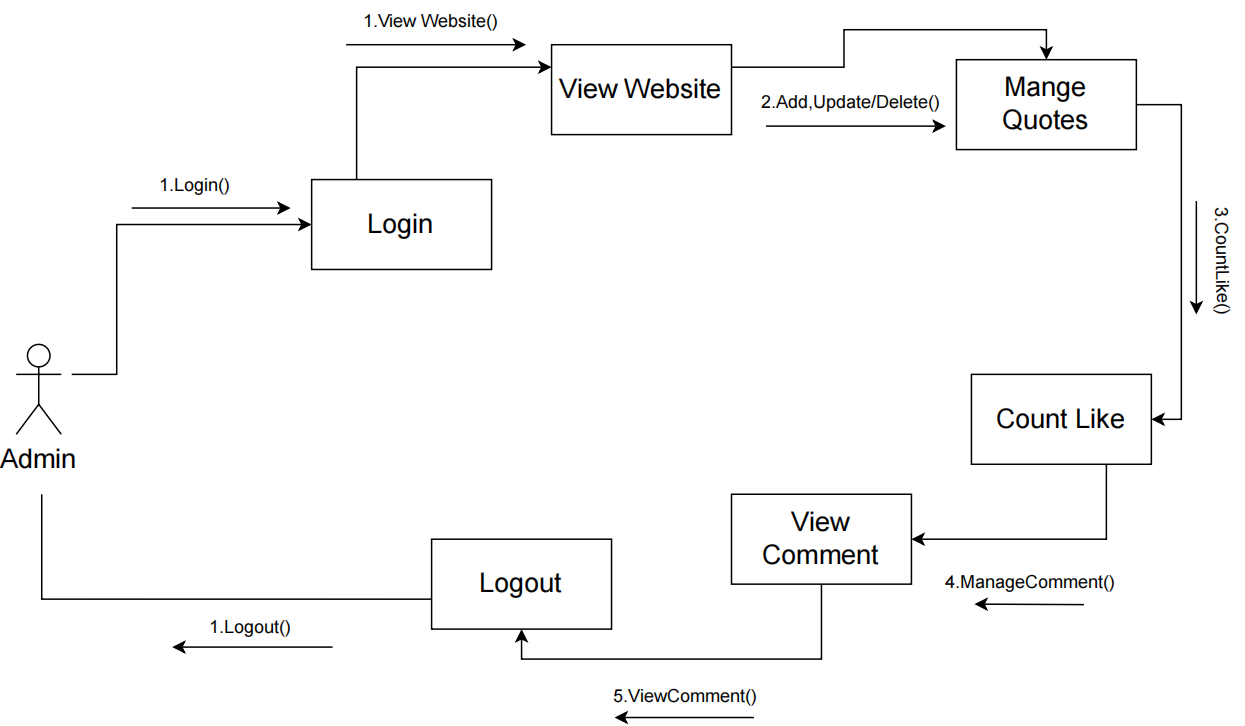 1.View Website()
View Website
Mange
Quotes
2.Add,Update/Delete()
1.Login()
Login
3.CountLike()
Count Like
Admin
View
Comment
Logout
4.ManageComment()
1.Logout()
5.ViewComment()